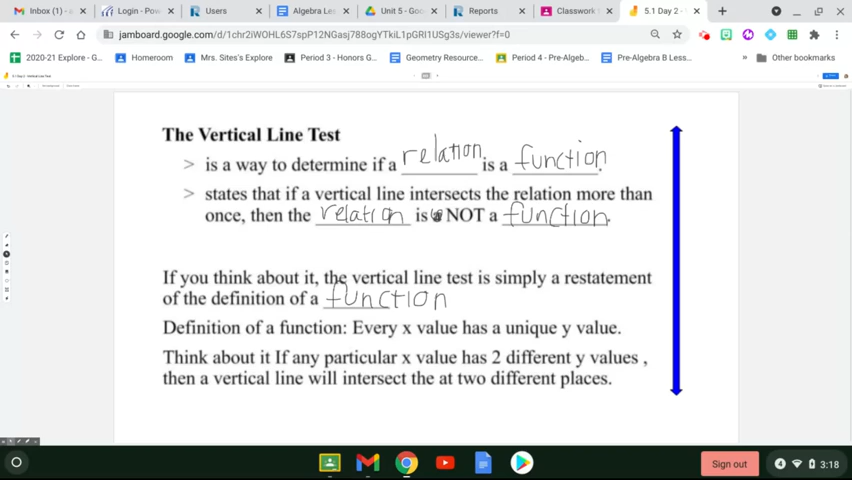 Inbox (1) - c
Login - Pow
Users
Algebra Les
Unit 5 - Goo
Reports
Classwork f
5.1 Day 2 -
jamboard.google.com/d/1chr2iWOHL6S7spP12NGasj788ogYTkiL1pGRI1USg3s/viewer?f=0
2020-21 Explore - G...
Homeroom
Mrs. Sites's Explore
Period 3 - Honors G...
Geometry Resource...
Period 4 - Pre-Algeb...
Pre-Algebra B Less...
Other bookmarks
The Vertical Line Test
> is a way to determine if a relation is a function.
> states that if a vertical line intersects the relation more than
once, then the relation is NOT a function.
If you think about it, the vertical line test is simply a restatement
of the definition of a function
Definition of a function: Every x value has a unique y value.
Think about it If any particular x value has 2 different y values ,
then a vertical line will intersect the at two different places.
Sign out
4
3:18